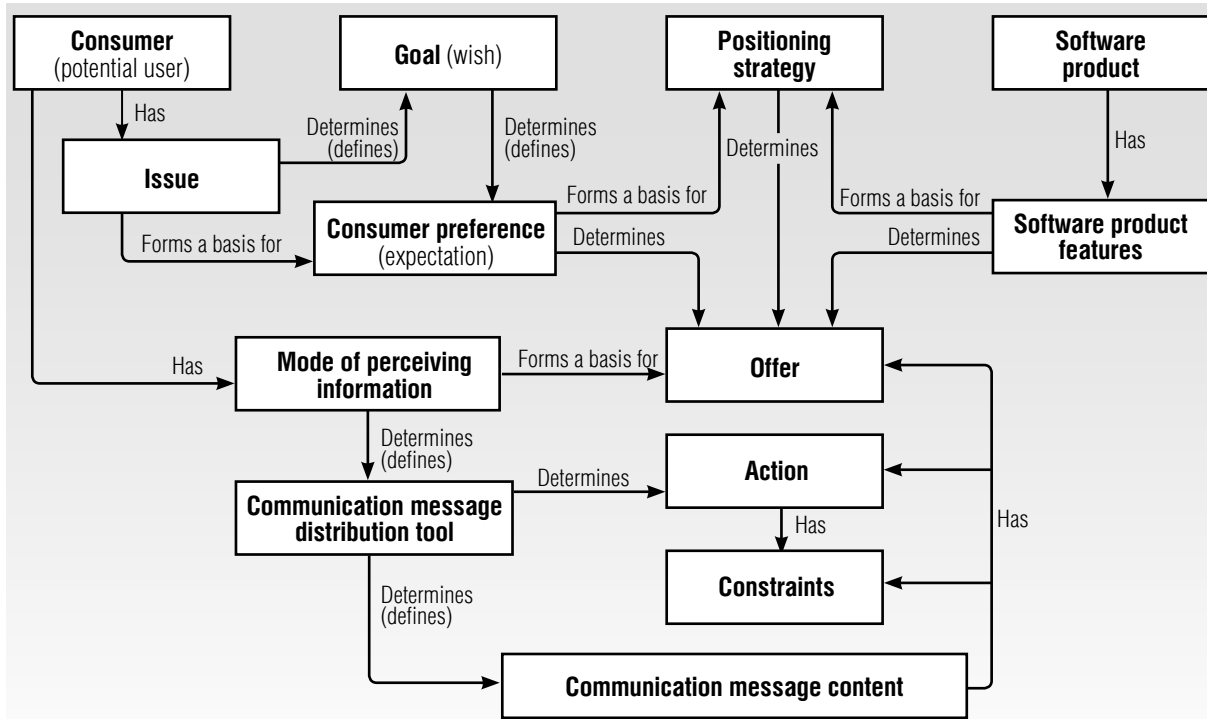 Consumer
(potential user)
Goal (wish)
Positioning
strategy
Software
product
Has
Determines
(defines)
Determines
(defines)
Determines
Has
Issue
Forms a basis for
Forms a basis for
Forms a basis for
Consumer preference
(expectation)
Determines
Determines
Software product
features
Has
Mode of perceiving
information
Forms a basis for
Offer
Determines
(defines)
Communication message
distribution tool
Determines
Action
Has
Has
Constraints
Determines
(defines)
Communication message content